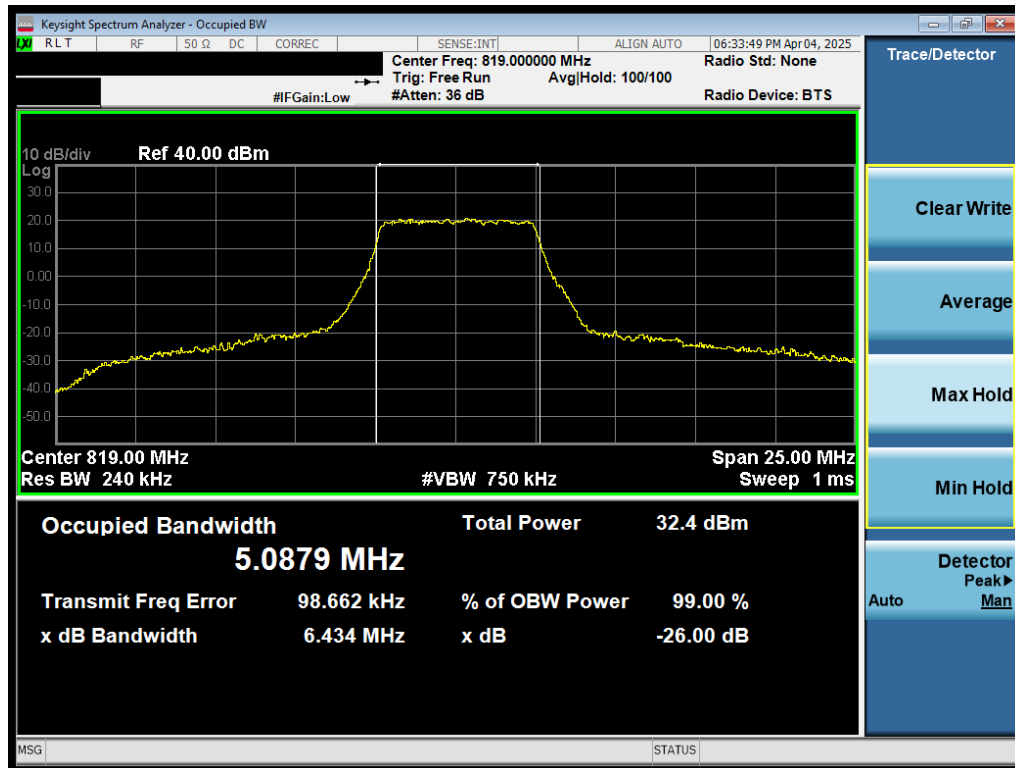 Keysight Spectrum Analyzer - Occupied BW
LXI RLT RF 50 Ω DC CORREC SENSE:INT ALIGN AUTO 06:33:49 PM Apr 04, 2025
Center Freq: 819.000000 MHz Radio Std: None
Trig: Free Run Avg|Hold: 100/100
#IFGain:Low #Atten: 36 dB Radio Device: BTS
10 dB/div Ref 40.00 dBm
Log
30.0
20.0
10.0
0.00
-10.0
-20.0
-30.0
-40.0
-50.0
Center 819.00 MHz Span 25.00 MHz
Res BW 240 kHz #VBW 750 kHz Sweep 1 ms
Occupied Bandwidth Total Power 32.4 dBm
5.0879 MHz
Transmit Freq Error 98.662 kHz % of OBW Power 99.00 %
x dB Bandwidth 6.434 MHz x dB -26.00 dB
Trace/Detector
Clear Write
Average
Max Hold
Min Hold
Detector
Peak▶
Auto Man
MSG STATUS